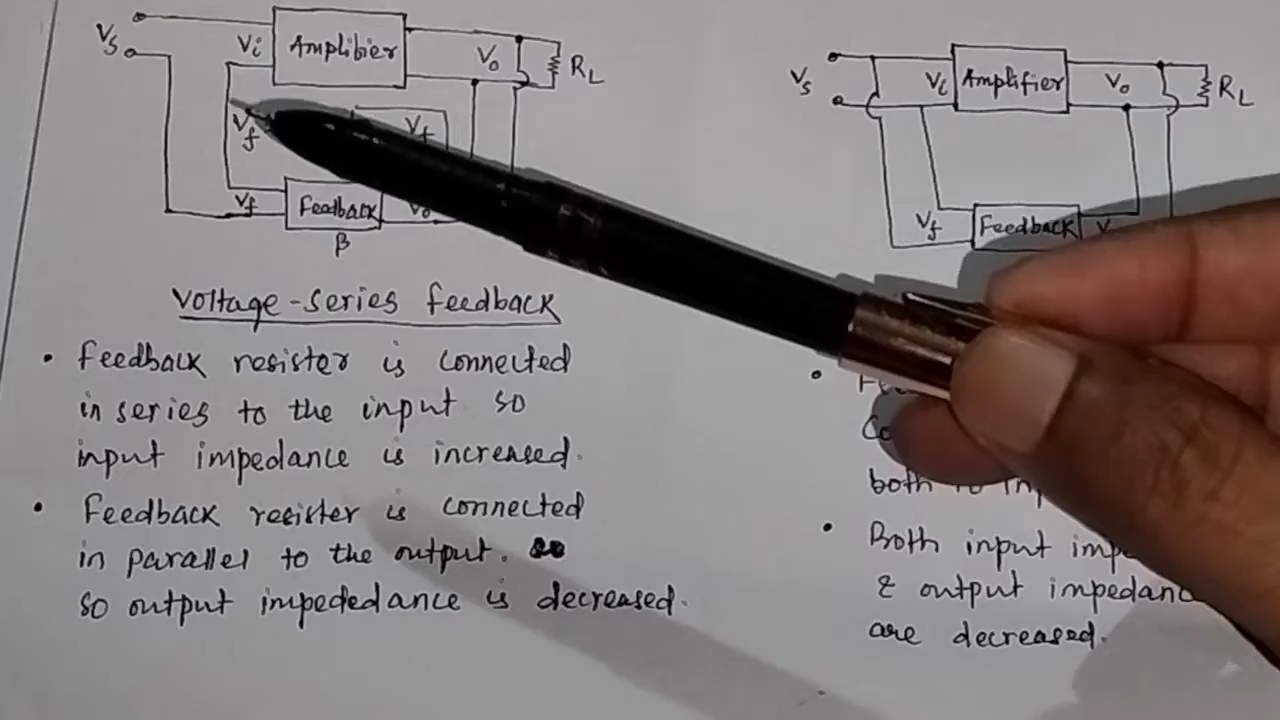 Vs
Vi
Amplibier
Vo
RL
Vf
Vf
Vf
Feedback
Vo
β
Voltage-series feedback
• Feedback resister is connected
in series to the input so
input impedance is increased.
• Feedback resister is connected
in parallel to the output.
so output impededance is decreased.
Vs
Vi
Amplifier
Vo
RL
Vf
Feedback
both to
• Both input
& output
are decreased.